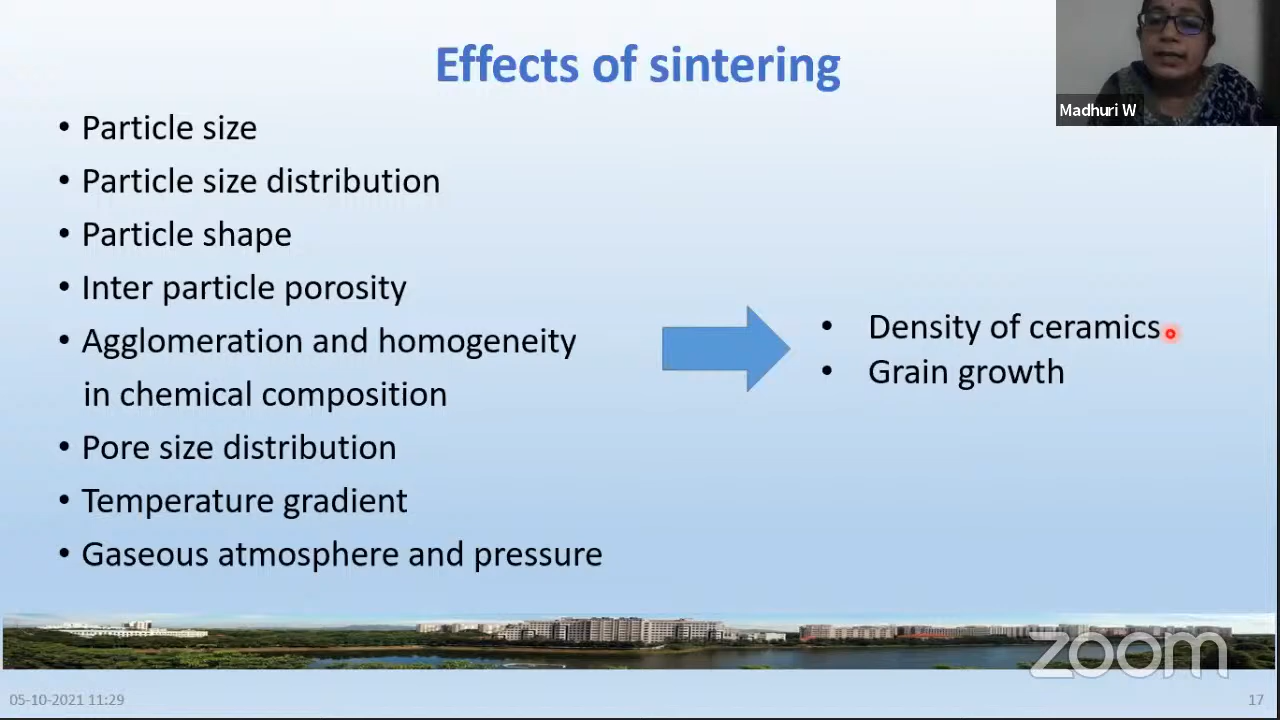 Effects of sintering
Madhuri W
• Particle size
• Particle size distribution
• Particle shape
• Inter particle porosity
• Agglomeration and homogeneity
in chemical composition
• Pore size distribution
• Temperature gradient
• Gaseous atmosphere and pressure
• Density of ceramics
• Grain growth
zoom
05-10-2021 11:29
17